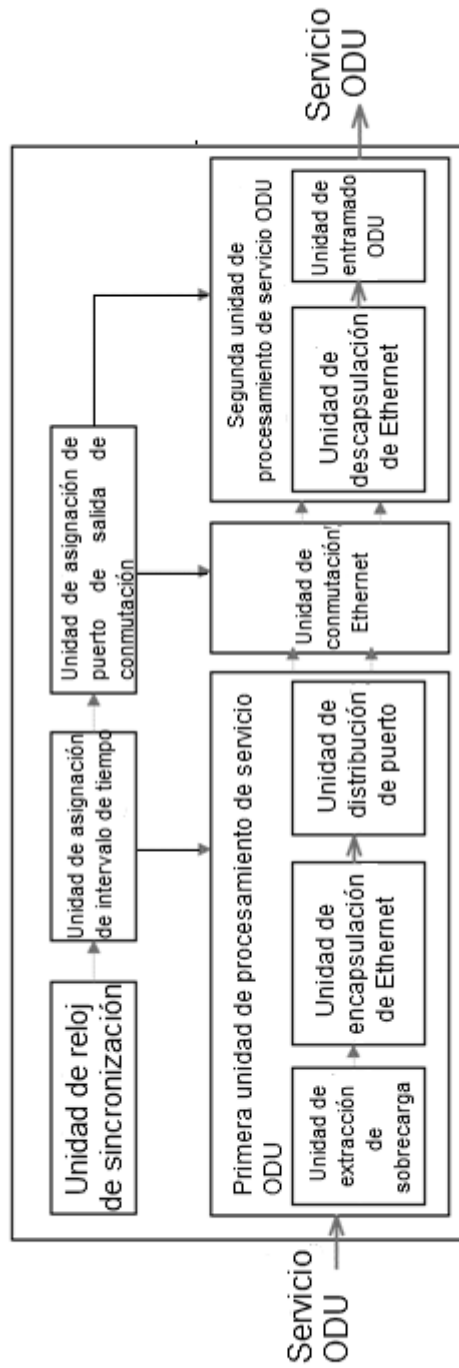 Unidad de reloj
de sincronización
Unidad de asignación
de intervalo de tiempo
Unidad de asignación de
puerto de salida de
conmutación
Servicio
ODU
Primera unidad de procesamiento de servicio
ODU
Unidad de
extracción
de
sobrecarga
Unidad de
encapsulación
de Ethernet
Unidad de
distribución
de puerto
Unidad de
conmutación
Ethernet
Segunda unidad de
procesamiento de servicio ODU
Unidad de
descapsulación
de Ethernet
Unidad de
entramado
ODU
Servicio
ODU